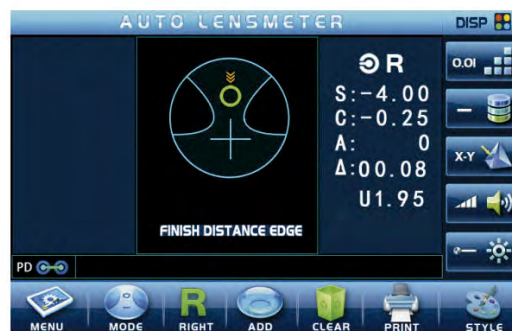 AUTO LENSMETER
DISP
R
S:-4.00
C:-0.25
A: 0
Δ:00.08
U1.95
FINISH DISTANCE EDGE
0.01
X-Y
PD
MENU
MODE
R
RIGHT
ADD
CLEAR
PRINT
STYLE